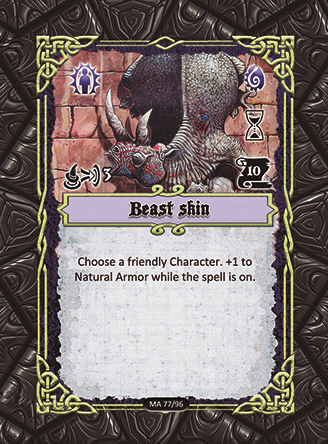 3
10
Beast skin
Choose a friendly Character. +1 to
Natural Armor while the spell is on.
MA 77/96